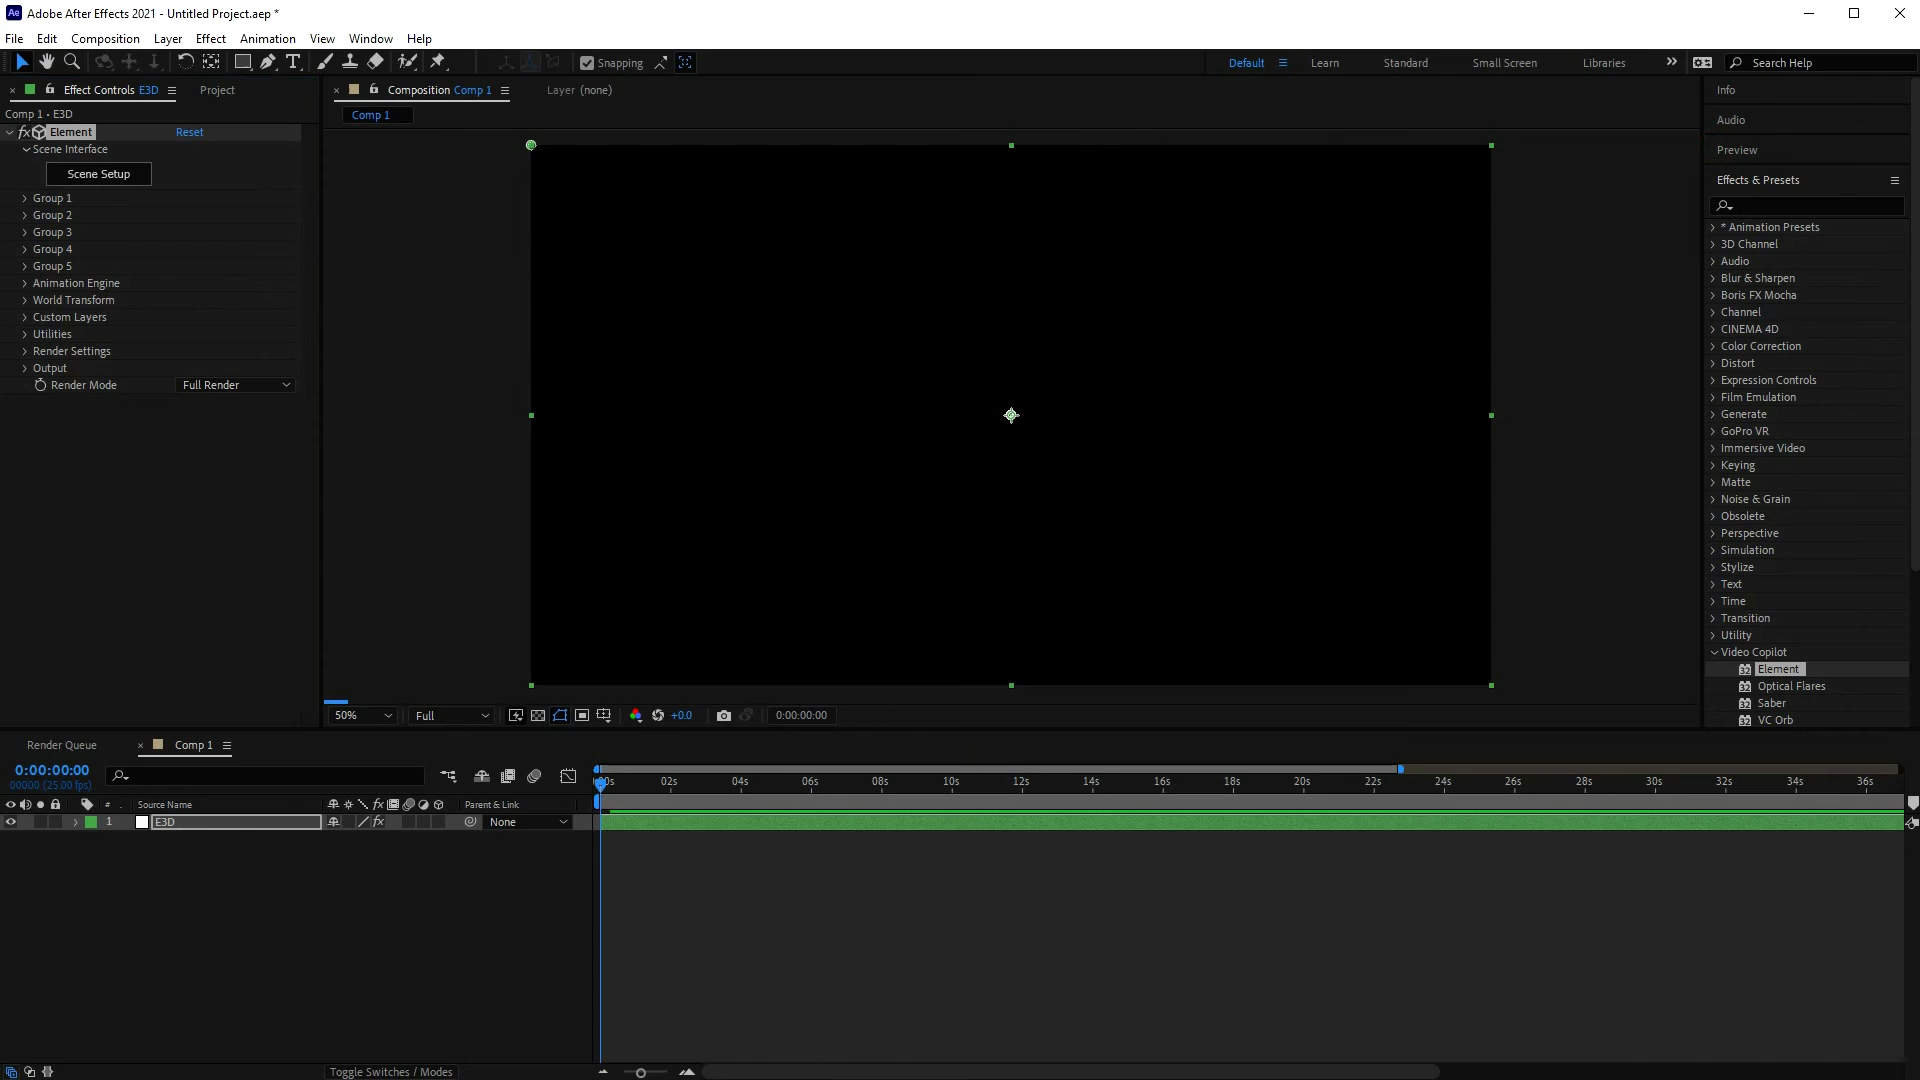 Ae Adobe After Effects 2021 - Untitled Project.aep *
File Edit Composition Layer Effect Animation View Window Help
Snapping Default Learn Standard Small Screen Libraries Search Help
Effect Controls E3D Project
Comp 1 • E3D
fx Element Reset
Scene Interface
Scene Setup
Group 1
Group 2
Group 3
Group 4
Group 5
Animation Engine
World Transform
Custom Layers
Utilities
Render Settings
Output
Render Mode Full Render
Composition Comp 1 Layer (none)
Comp 1
50% Full +0.0 0:00:00:00
Info
Audio
Preview
Effects & Presets
* Animation Presets
3D Channel
Audio
Blur & Sharpen
Boris FX Mocha
Channel
CINEMA 4D
Color Correction
Distort
Expression Controls
Film Emulation
Generate
GoPro VR
Immersive Video
Keying
Matte
Noise & Grain
Obsolete
Perspective
Simulation
Stylize
Text
Time
Transition
Utility
Video Copilot
32 Element
32 Optical Flares
32 Saber
32 VC Orb
Render Queue Comp 1
0:00:00:00
00000 (25.00 fps)
02s 04s 06s 08s 10s 12s 14s 16s 18s 20s 22s 24s 26s 28s 30s 32s 34s 36s
# Source Name fx Parent & Link
1 E3D fx None
Toggle Switches / Modes